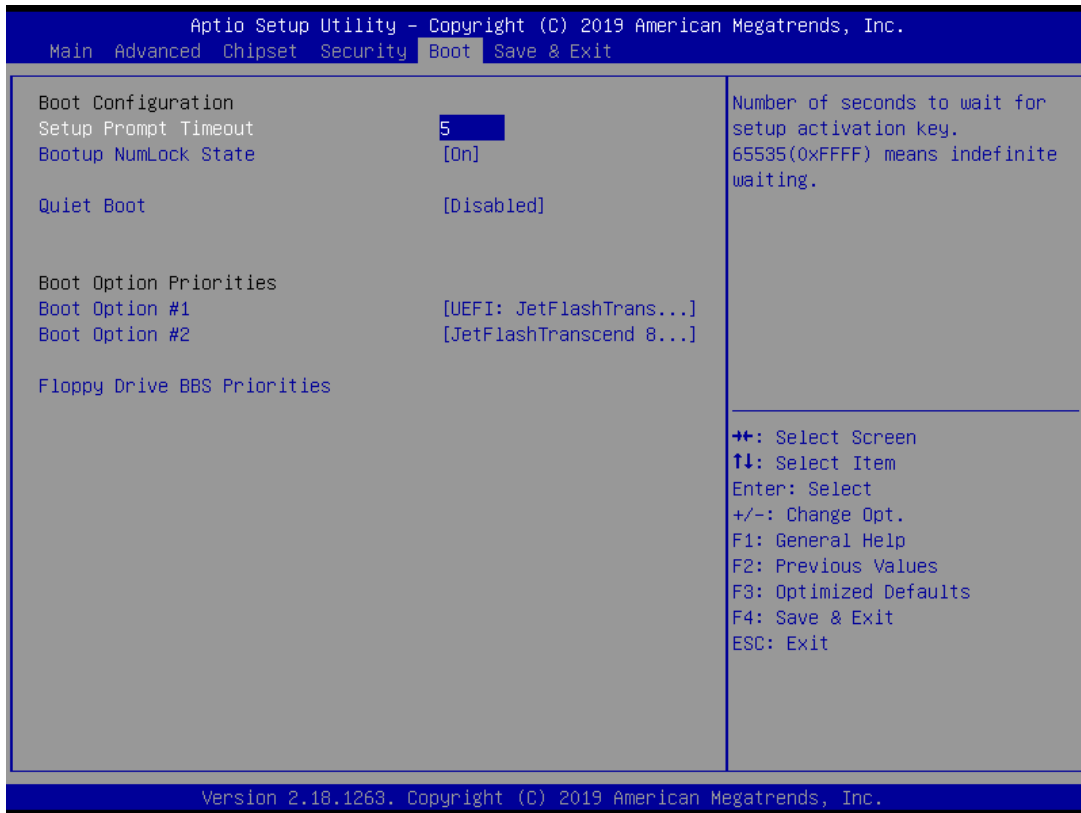 Aptio Setup Utility – Copyright (C) 2019 American Megatrends, Inc.
Main Advanced Chipset Security Boot Save & Exit
Boot Configuration
Setup Prompt Timeout 5
Bootup NumLock State [On]
Quiet Boot [Disabled]
Boot Option Priorities
Boot Option #1 [UEFI: JetFlashTrans...]
Boot Option #2 [JetFlashTranscend 8...]
Floppy Drive BBS Priorities
Number of seconds to wait for
setup activation key.
65535(0xFFFF) means indefinite
waiting.
→←: Select Screen
↑↓: Select Item
Enter: Select
+/-: Change Opt.
F1: General Help
F2: Previous Values
F3: Optimized Defaults
F4: Save & Exit
ESC: Exit
Version 2.18.1263. Copyright (C) 2019 American Megatrends, Inc.